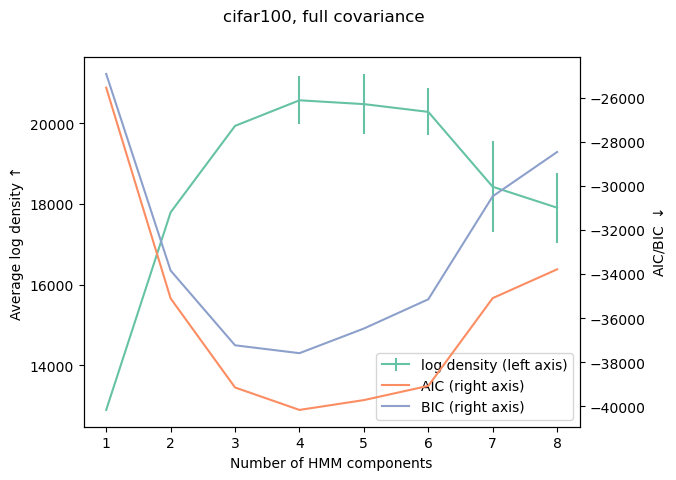 cifar100, full covariance
Average log density ↑
20000
18000
16000
14000
−26000
−28000
−30000
−32000
−34000
−36000
−38000
−40000
AIC/BIC ↓
log density (left axis)
AIC (right axis)
BIC (right axis)
1 2 3 4 5 6 7 8
Number of HMM components